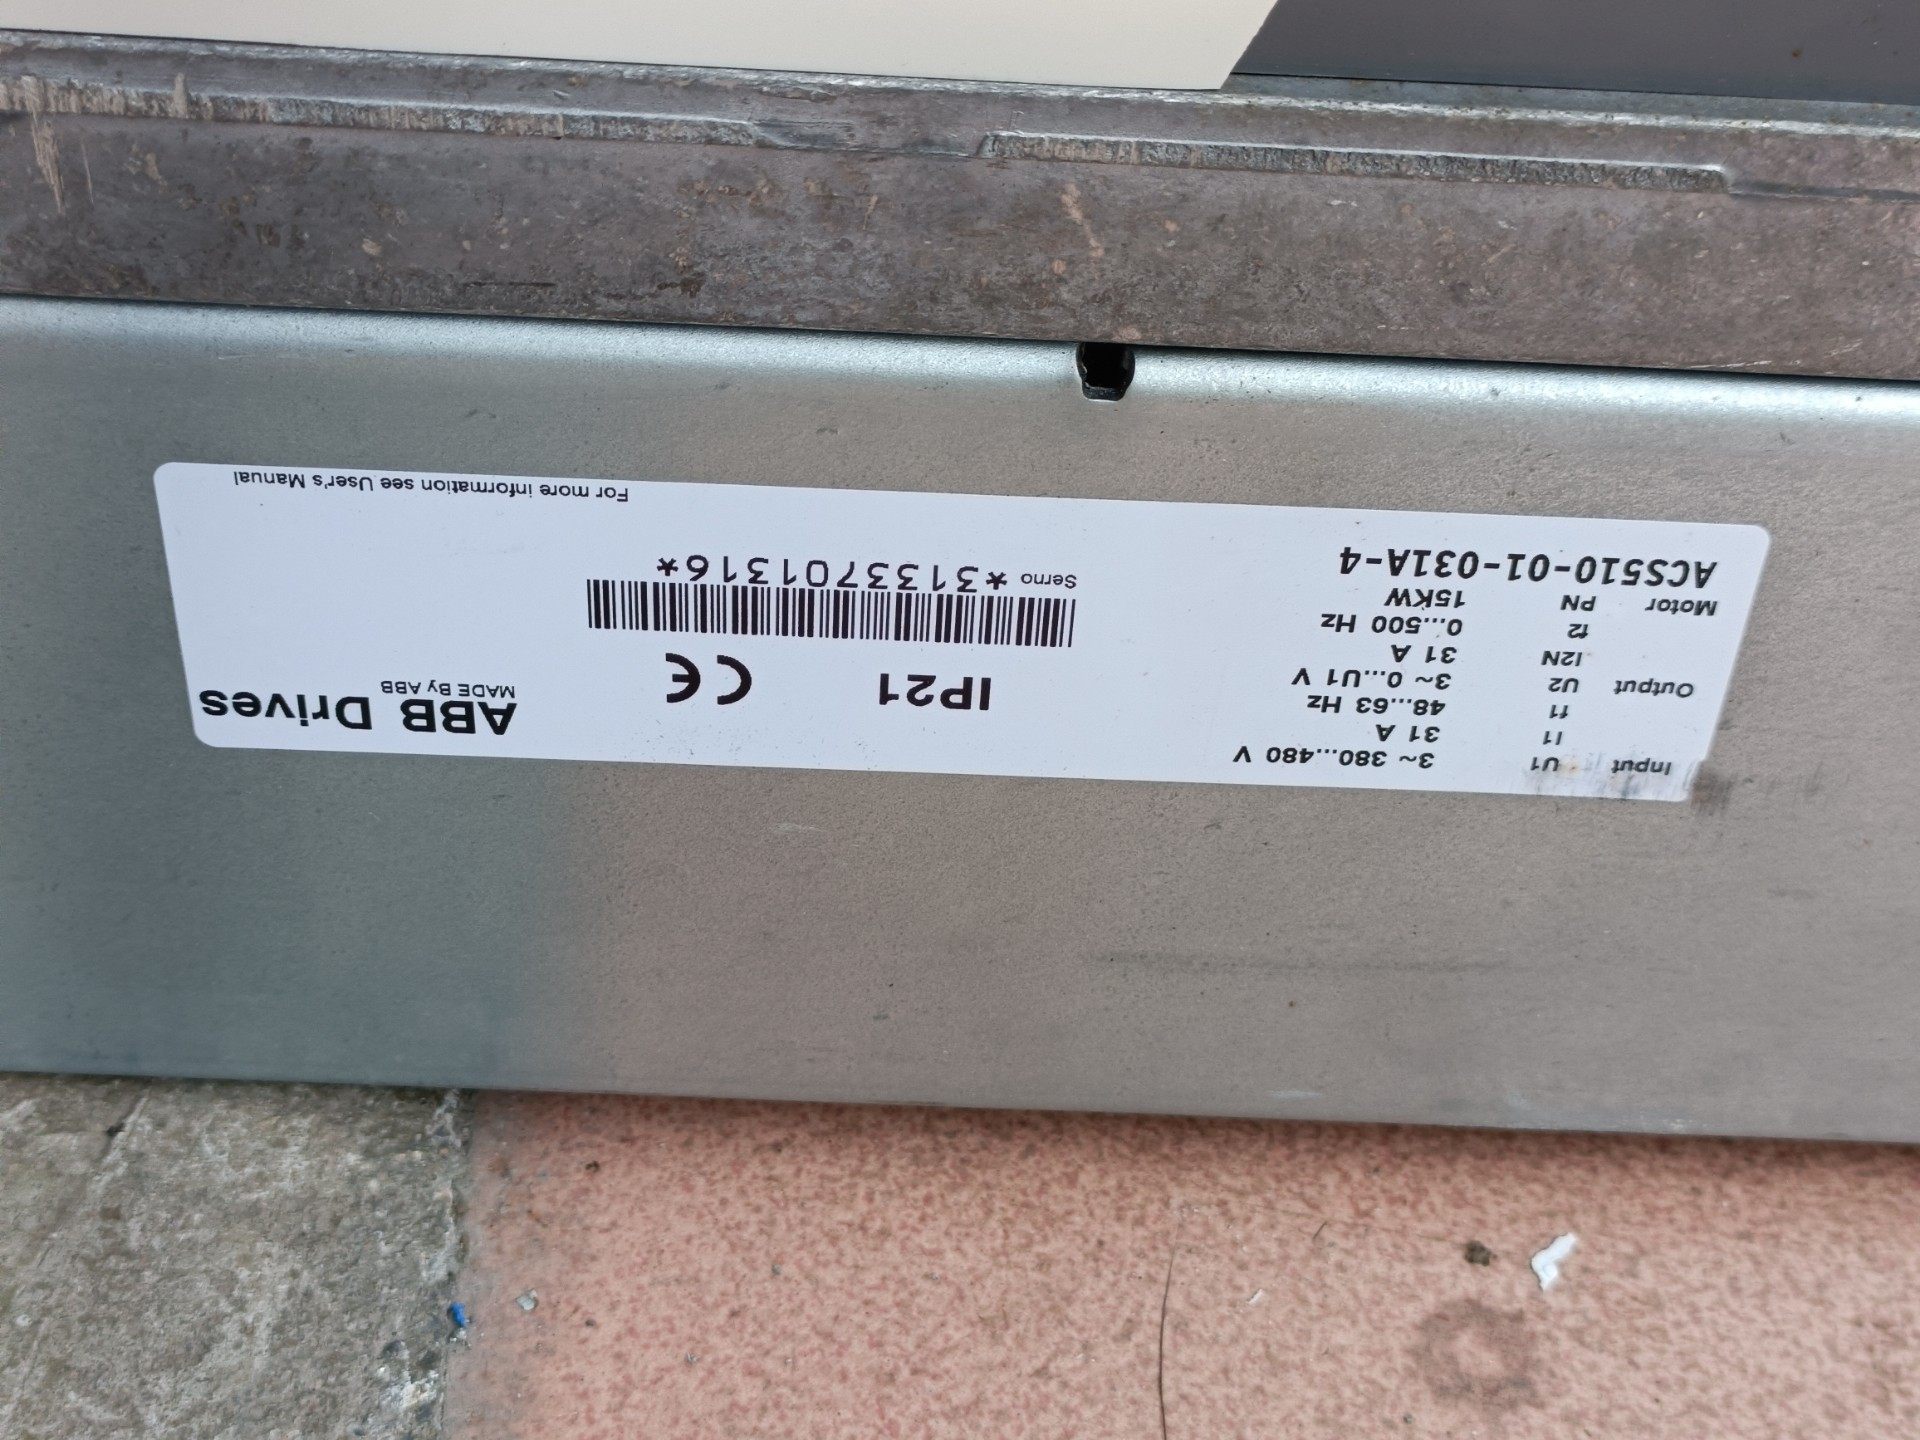 Input U1 3~ 380...480 V
I1 31 A
f1 48...63 Hz
Output U2 3~ 0...U1 V
I2N 31 A
f2 0...500 Hz
Motor PN 15KW
ACS510-01-031A-4
IP21 CE
Serno *3133701316*
ABB Drives
MADE By ABB
For more information see User's Manual